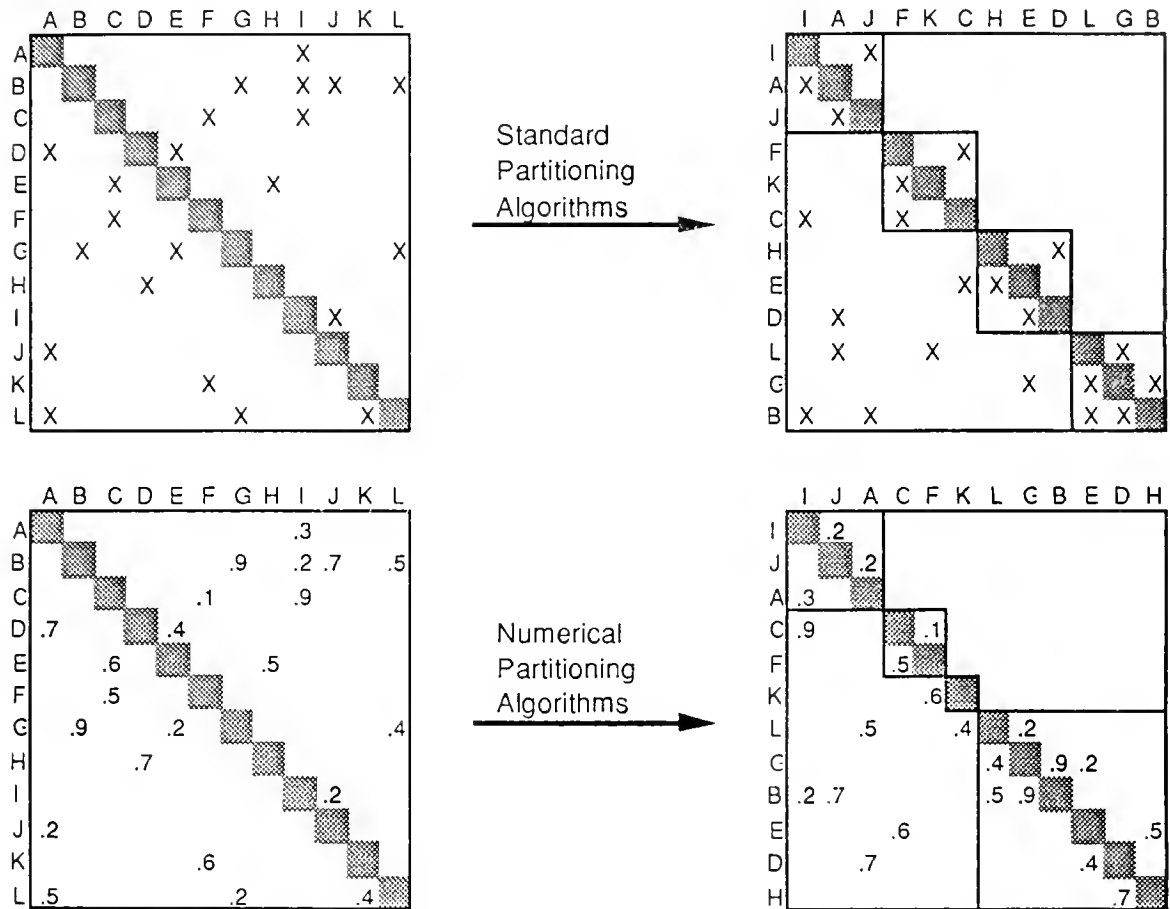 A B C D E F G H I J K L
A X
B X X X X
C X X
D X X
E X X
F X
G X X X
H X
I X
J X
K X
L X X X
Standard
Partitioning
Algorithms
I A J F K C H E D L G B
I X
A X
J X
F X
K X
C X X
H X
E X X
D X X
L X X X
G X X X
B X X X X
A B C D E F G H I J K L
A .3
B .9 .2 .7 .5
C .1 .9
D .7 .4
E .6 .5
F .5
G .9 .2 .4
H .7
I .2
J .2
K .6
L .5 .2 .4
Numerical
Partitioning
Algorithms
I J A C F K L G B E D H
I .2
J .2
A .3
C .9 .1
F .5
K .6
L .5 .4 .2
G .4 .9 .2
B .2 .7 .5 .9
E .6 .5
D .7 .4
H .7